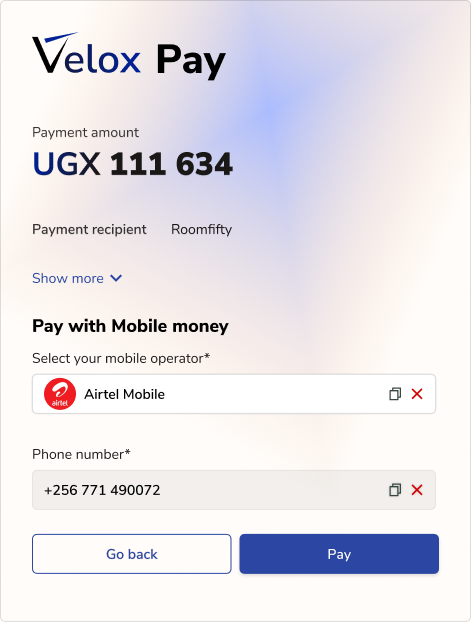 Velox Pay
Payment amount
UGX 111 634
Payment recipient Roomfifty
Show more
Pay with Mobile money
Select your mobile operator*
airtel Airtel Mobile
Phone number*
+256 771 490072
Go back Pay